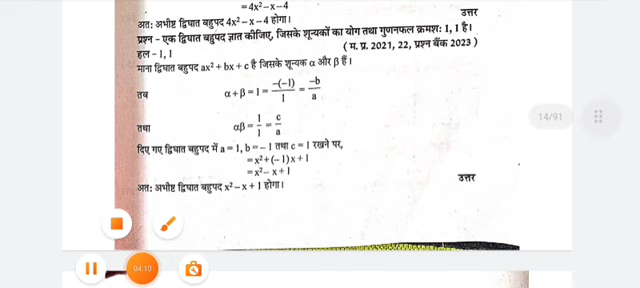 = 4x² – x – 4
उत्तर
अतः अभीष्ट द्विघात बहुपद 4x² – x – 4 होगा।
प्रश्न – एक द्विघात बहुपद ज्ञात कीजिए, जिसके शून्यकों का योग तथा गुणनफल क्रमशः 1, 1 है।
हल – 1, 1 ( म. प्र. 2021, 22, प्रश्न बैंक 2023 )
माना द्विघात बहुपद ax² + bx + c है जिसके शून्यक α और β हैं।
तब α + β = 1 = –(–1)/1 = –b/a
14/91
तथा αβ = 1/1 = c/a
दिए गए द्विघात बहुपद में a = 1, b = – 1 तथा c = 1 रखने पर,
= x² + (–1)x + 1
= x² – x + 1
उत्तर
अतः अभीष्ट द्विघात बहुपद x² – x + 1 होगा।
04:10